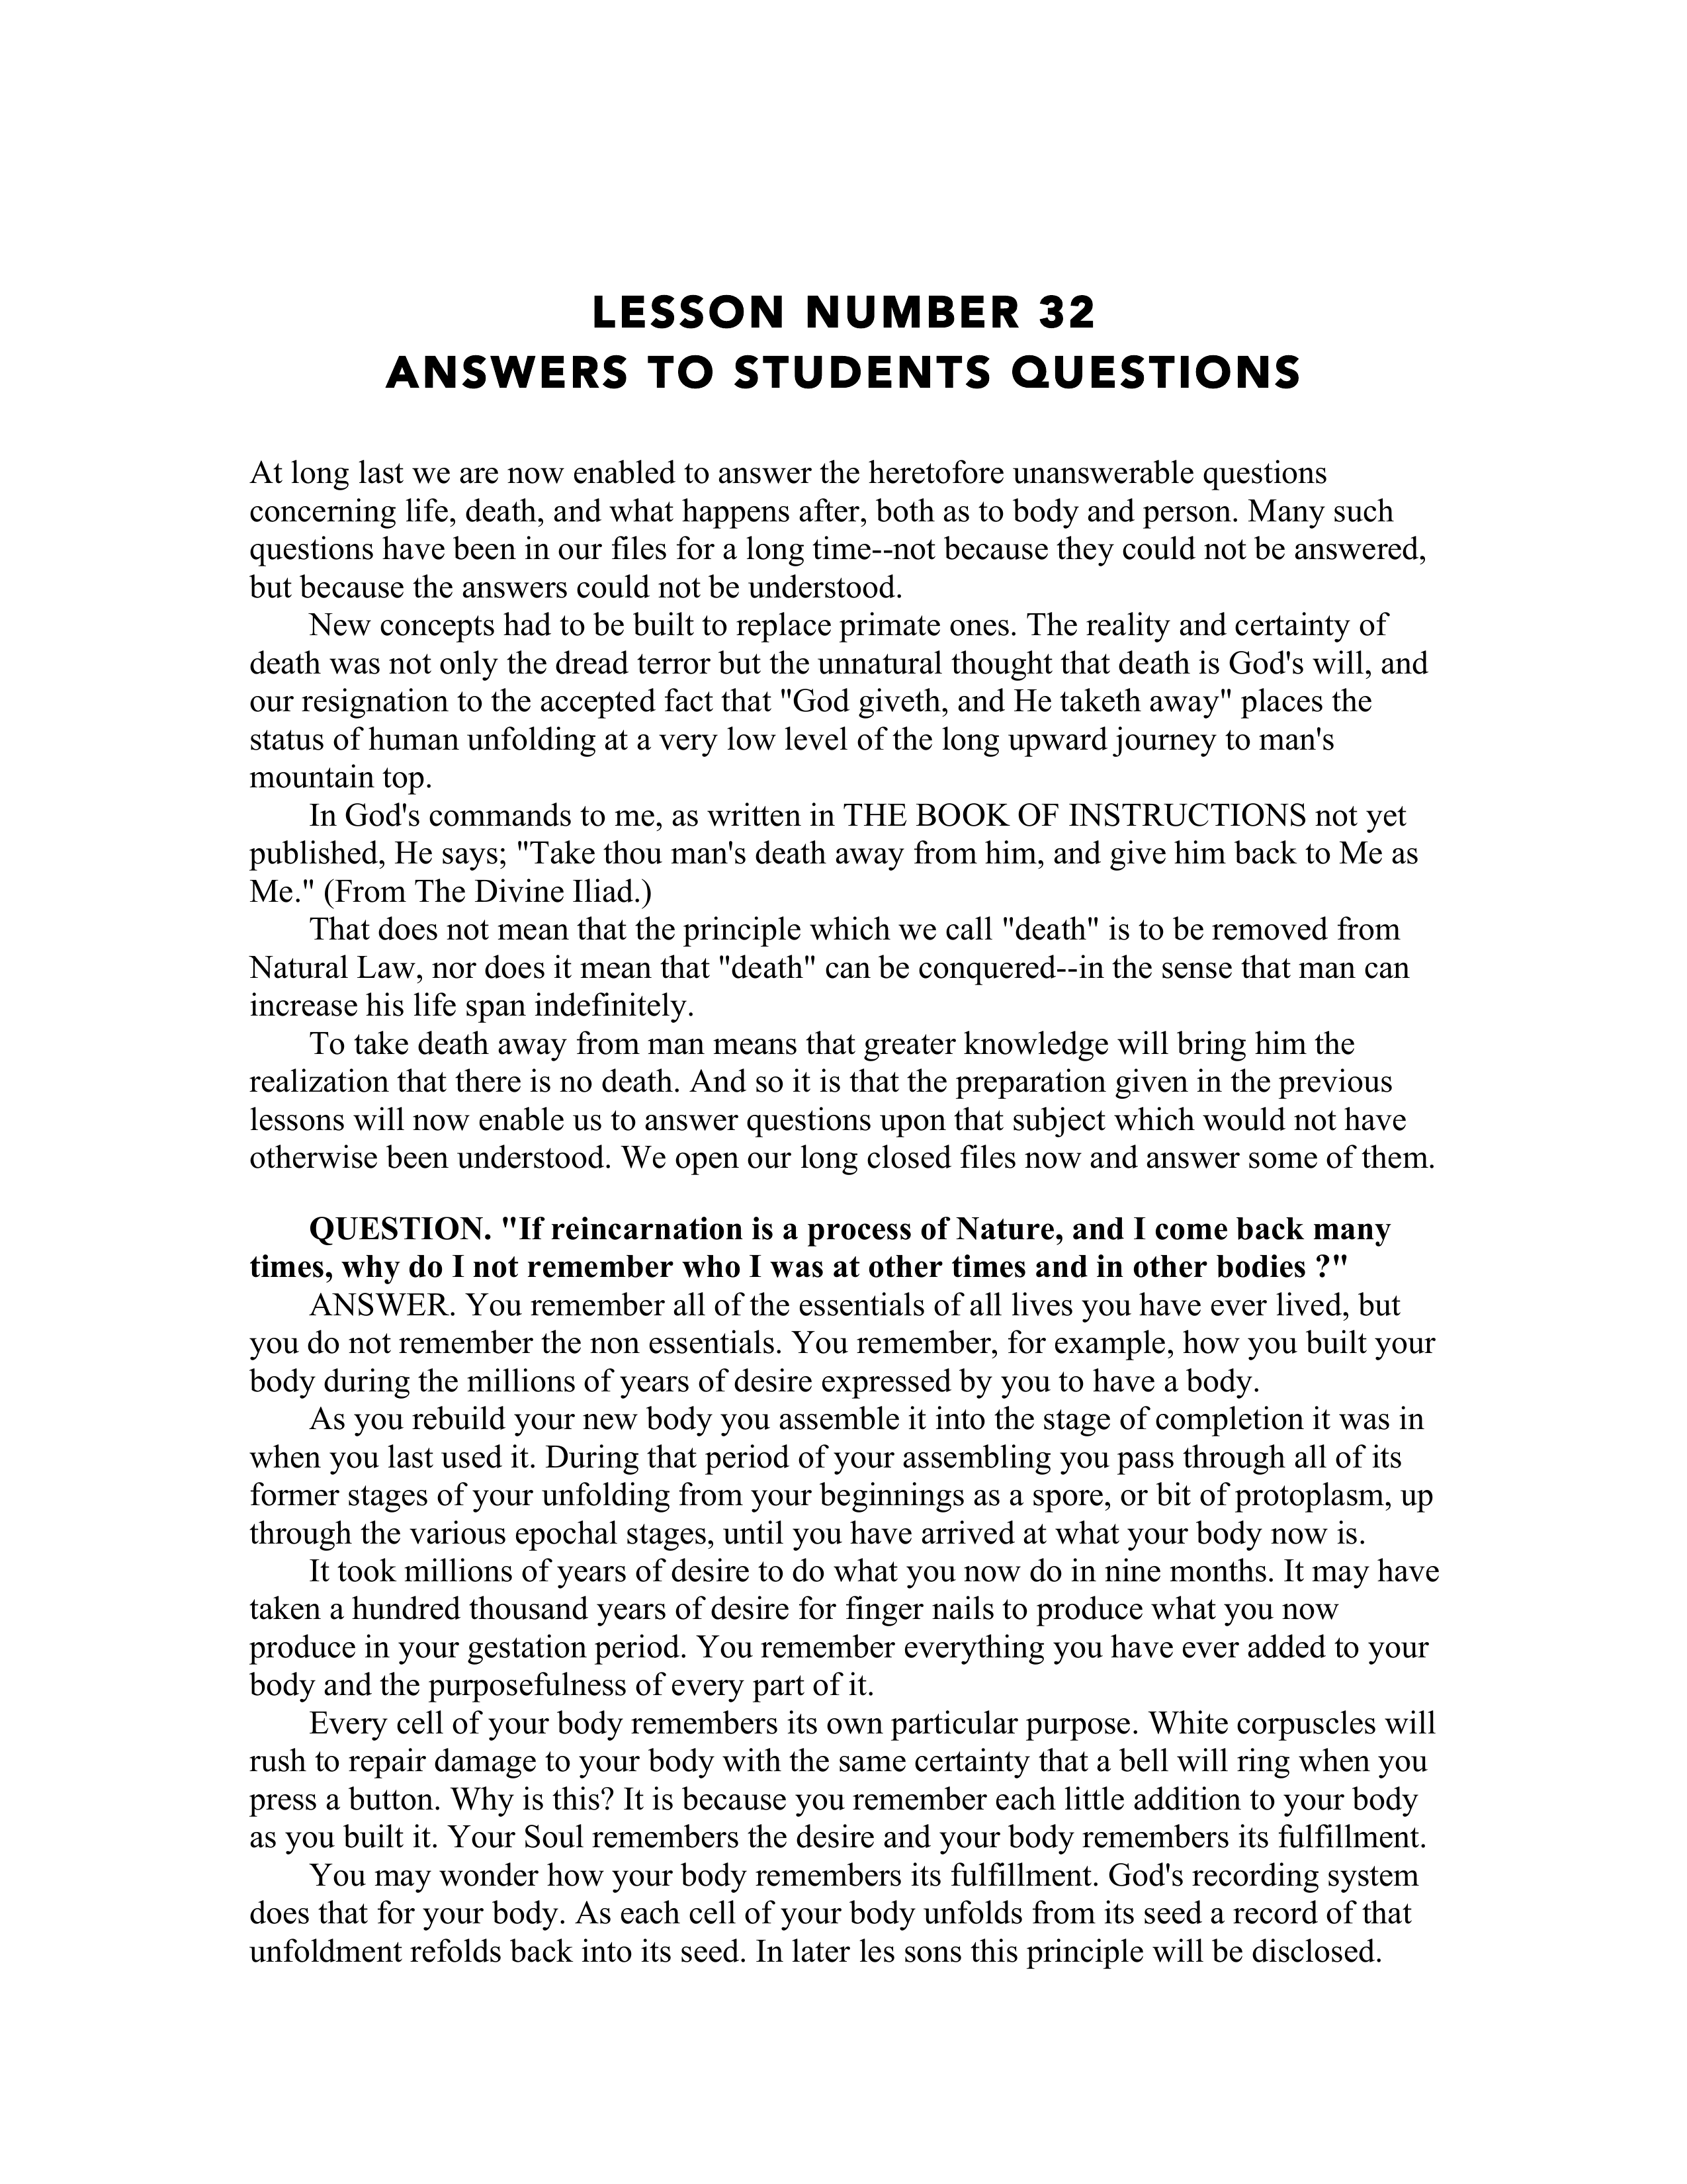 LESSON NUMBER 32
ANSWERS TO STUDENTS QUESTIONS
At long last we are now enabled to answer the heretofore unanswerable questions
concerning life, death, and what happens after, both as to body and person. Many such
questions have been in our files for a long time--not because they could not be answered,
but because the answers could not be understood.
New concepts had to be built to replace primate ones. The reality and certainty of
death was not only the dread terror but the unnatural thought that death is God's will, and
our resignation to the accepted fact that "God giveth, and He taketh away" places the
status of human unfolding at a very low level of the long upward journey to man's
mountain top.
In God's commands to me, as written in THE BOOK OF INSTRUCTIONS not yet
published, He says; "Take thou man's death away from him, and give him back to Me as
Me." (From The Divine Iliad.)
That does not mean that the principle which we call "death" is to be removed from
Natural Law, nor does it mean that "death" can be conquered--in the sense that man can
increase his life span indefinitely.
To take death away from man means that greater knowledge will bring him the
realization that there is no death. And so it is that the preparation given in the previous
lessons will now enable us to answer questions upon that subject which would not have
otherwise been understood. We open our long closed files now and answer some of them.
QUESTION. "If reincarnation is a process of Nature, and I come back many
times, why do I not remember who I was at other times and in other bodies ?"
ANSWER. You remember all of the essentials of all lives you have ever lived, but
you do not remember the non essentials. You remember, for example, how you built your
body during the millions of years of desire expressed by you to have a body.
As you rebuild your new body you assemble it into the stage of completion it was in
when you last used it. During that period of your assembling you pass through all of its
former stages of your unfolding from your beginnings as a spore, or bit of protoplasm, up
through the various epochal stages, until you have arrived at what your body now is.
It took millions of years of desire to do what you now do in nine months. It may have
taken a hundred thousand years of desire for finger nails to produce what you now
produce in your gestation period. You remember everything you have ever added to your
body and the purposefulness of every part of it.
Every cell of your body remembers its own particular purpose. White corpuscles will
rush to repair damage to your body with the same certainty that a bell will ring when you
press a button. Why is this? It is because you remember each little addition to your body
as you built it. Your Soul remembers the desire and your body remembers its fulfillment.
You may wonder how your body remembers its fulfillment. God's recording system
does that for your body. As each cell of your body unfolds from its seed a record of that
unfoldment refolds back into its seed. In later les sons this principle will be disclosed.